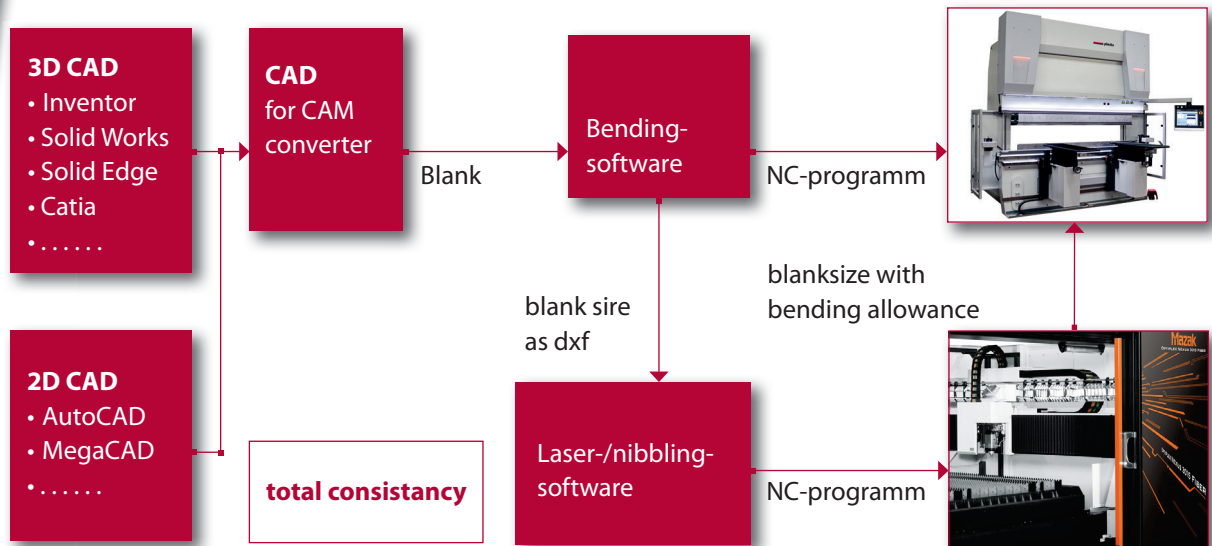 3D CAD
• Inventor
• Solid Works
• Solid Edge
• Catia
• . . . . . .
CAD
for CAM
converter
Blank
Bending-
software
NC-programm
blank sire
as dxf
blanksize with
bending allowance
2D CAD
• AutoCAD
• MegaCAD
• . . . . . .
total consistancy
Laser-/nibbling-
software
NC-programm
Mazak